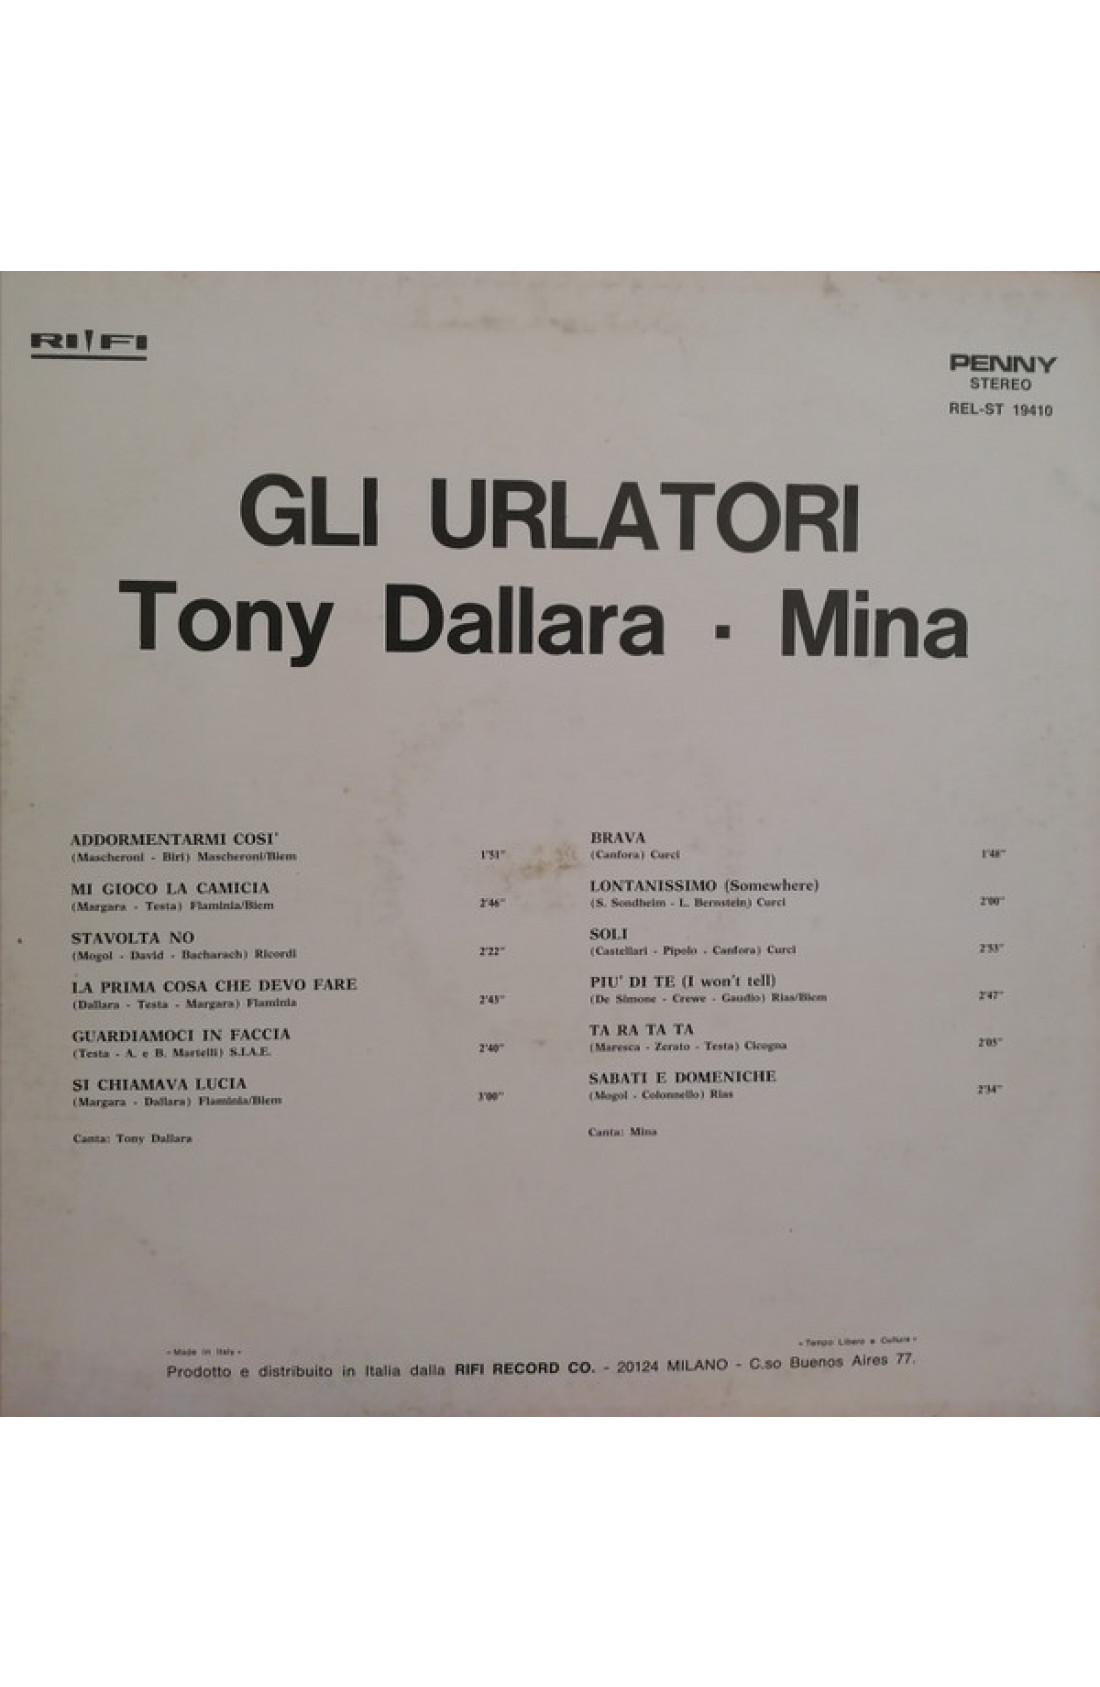 RI FI
PENNY
STEREO
REL-ST 19410
GLI URLATORI
Tony Dallara · Mina
ADDORMENTARMI COSI' 1'51"
(Mascheroni - Biri) Mascheroni/Biem
MI GIOCO LA CAMICIA 2'46"
(Margara - Testa) Flaminia/Biem
STAVOLTA NO 2'22"
(Mogol - David - Bacharach) Ricordi
LA PRIMA COSA CHE DEVO FARE 2'45"
(Dallara - Testa - Margara) Flaminia
GUARDIAMOCI IN FACCIA 2'40"
(Testa - A. e B. Martelli) S.I.A.E.
SI CHIAMAVA LUCIA 3'00"
(Margara - Dallara) Flaminia/Biem
Canta: Tony Dallara
BRAVA 1'48"
(Canfora) Curci
LONTANISSIMO (Somewhere) 2'00"
(S. Sondheim - L. Bernstein) Curci
SOLI 2'53"
(Castellari - Pipolo - Canfora) Curci
PIU' DI TE (I won't tell) 2'47"
(De Simone - Crewe - Gaudio) Rias/Biem
TA RA TA TA 2'05"
(Maresca - Zerato - Testa) Cicogna
SABATI E DOMENICHE 2'34"
(Mogol - Colonnello) Rias
Canta: Mina
« Made in Italy »
« Tempo Libero e Cultura »
Prodotto e distribuito in Italia dalla RIFI RECORD CO. - 20124 MILANO - C.so Buenos Aires 77.